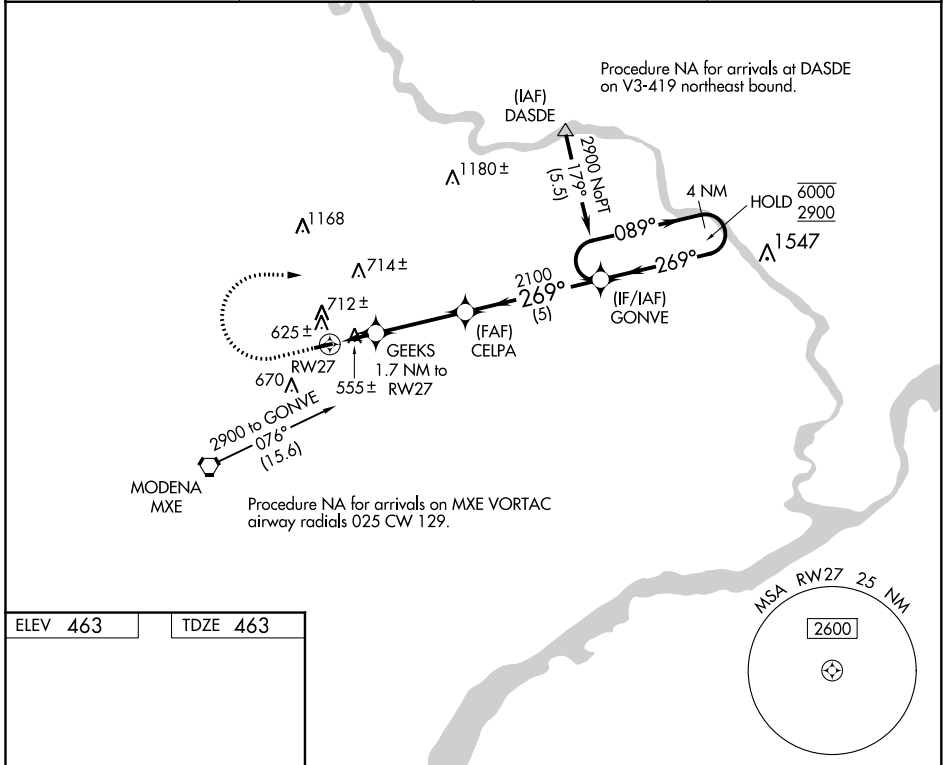 Procedure NA for arrivals at DASDE
on V3-419 northeast bound.
(IAF)
DASDE
2900 NoPT
179°
(5.5)
1180±
4 NM
HOLD 6000
2900
1168
089°
1547
714±
269°
2100
269°
(5)
(IF/IAF)
GONVE
712±
625±
(FAF)
CELPA
RW27
GEEKS
1.7 NM to
RW27
670
555±
2900 to GONVE
076°
(15.6)
MODENA
MXE
Procedure NA for arrivals on MXE VORTAC
airway radials 025 CW 129.
MSA RW27 25 NM
2600
ELEV 463
TDZE 463